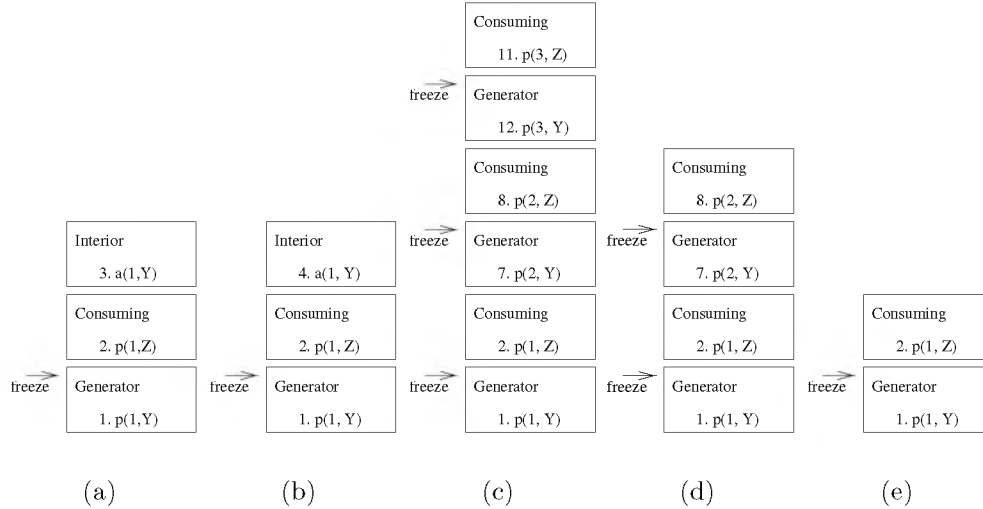 Consuming
11. p(3, Z)
freeze
Generator
12. p(3, Y)
Consuming
8. p(2, Z)
Consuming
8. p(2, Z)
Interior
3. a(1,Y)
Interior
4. a(1, Y)
freeze
Generator
7. p(2, Y)
freeze
Generator
7. p(2, Y)
Consuming
2. p(1,Z)
Consuming
2. p(1, Z)
Consuming
2. p(1, Z)
Consuming
2. p(1, Z)
Consuming
2. p(1, Z)
freeze
Generator
1. p(1,Y)
freeze
Generator
1. p(1, Y)
freeze
Generator
1. p(1, Y)
freeze
Generator
1. p(1, Y)
freeze
Generator
1. p(1, Y)
(a)
(b)
(c)
(d)
(e)